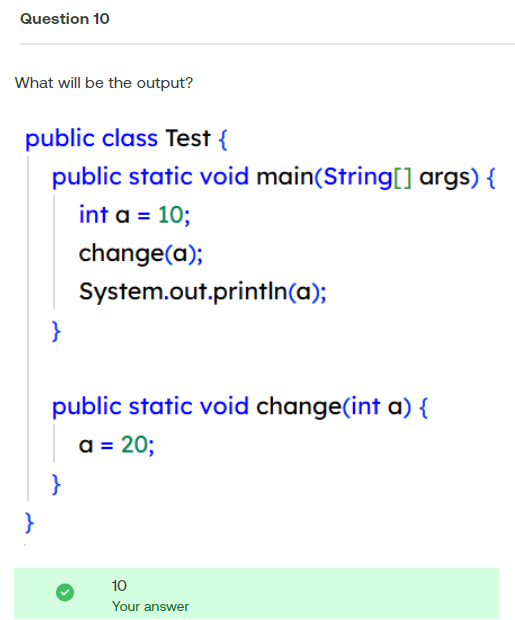 Question 10
What will be the output?
public class Test {
public static void main(String[] args) {
int a = 10;
change(a);
System.out.println(a);
}
public static void change(int a) {
a = 20;
}
}
10
Your answer